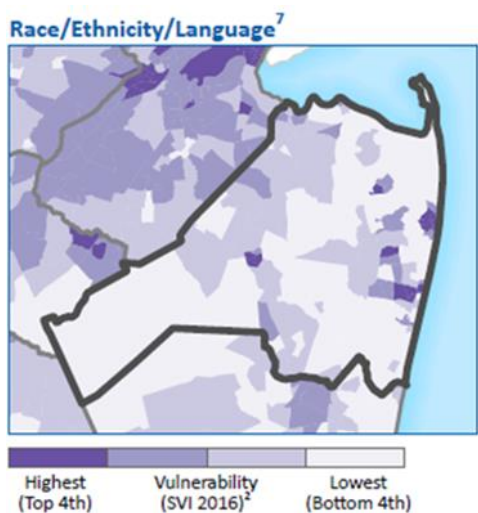 Race/Ethnicity/Language7
Highest
(Top 4th)
Vulnerability
(SVI 2016)2
Lowest
(Bottom 4th)